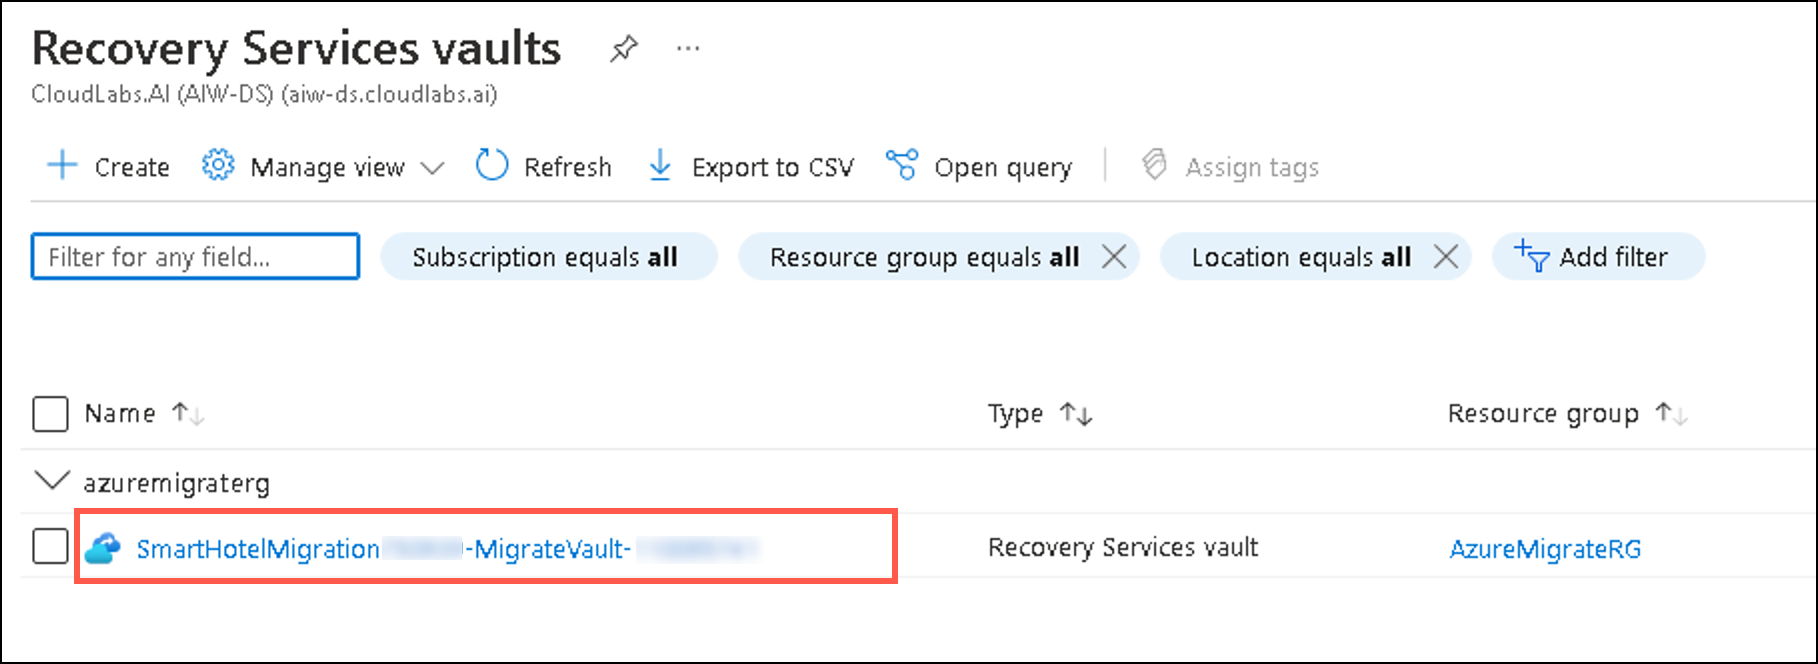 Recovery Services vaults
CloudLabs.AI (AIW-DS) (aiw-ds.cloudlabs.ai)
Create Manage view Refresh Export to CSV Open query Assign tags
Filter for any field... Subscription equals all Resource group equals all Location equals all Add filter
Name Type Resource group
azuremigraterg
SmartHotelMigration -MigrateVault- Recovery Services vault AzureMigrateRG